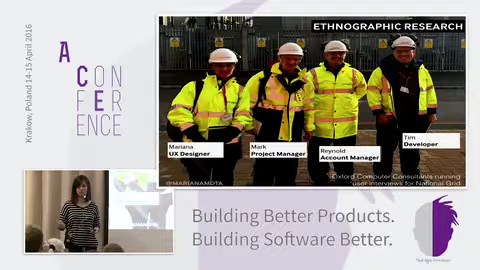 Krakow, Poland 14-15 April 2016
A
CON
FER
ENCE
ETHNOGRAPHIC RESEARCH
Mariana
UX Designer
Mark
Project Manager
Reynold
Account Manager
Tim
Developer
@MARIANAMOTA
Oxford Computer Consultants running
user interviews for National Grid
Building Better Products.
Building Software Better.